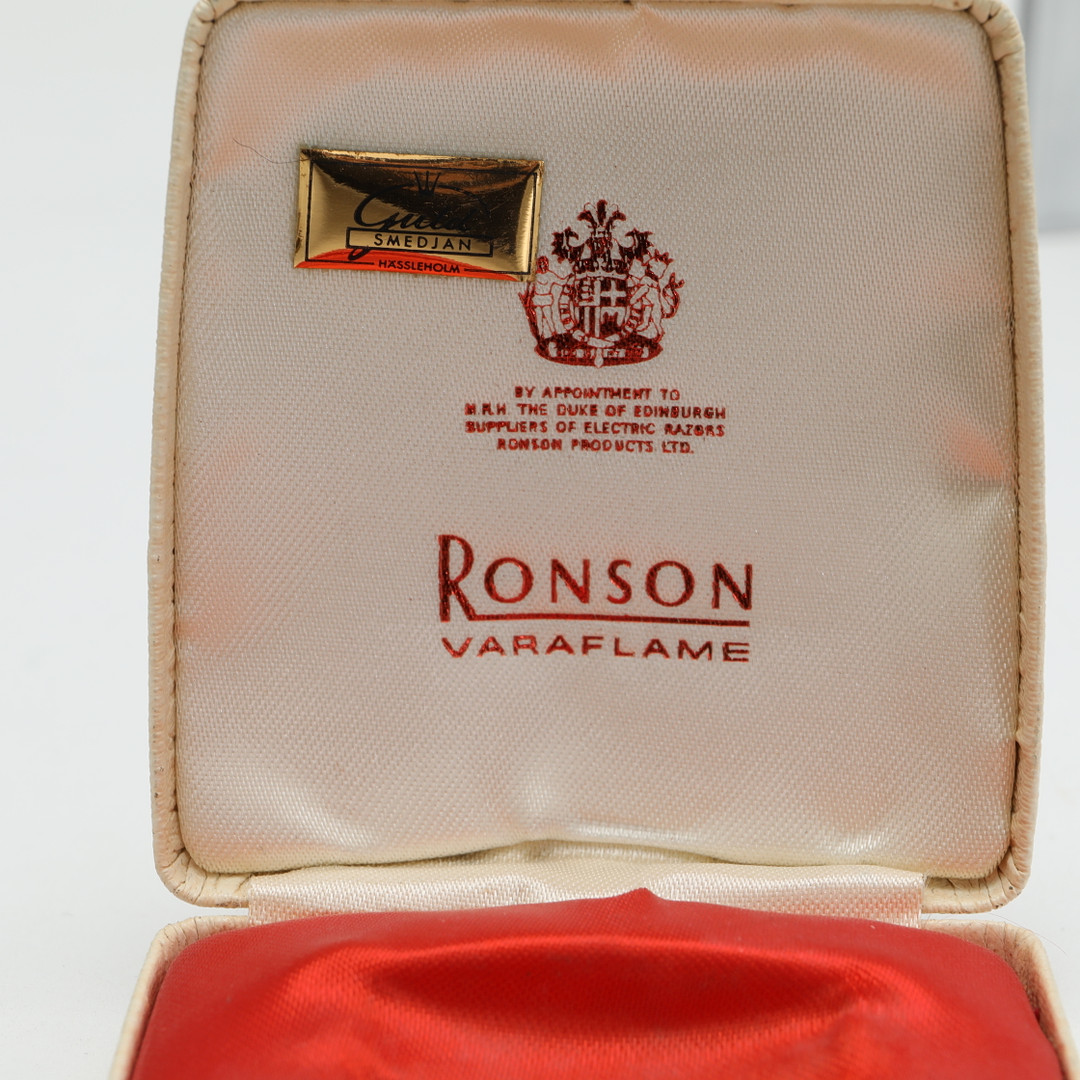 SMEDJAN
HÄSSLEHOLM
BY APPOINTMENT TO
H.R.H. THE DUKE OF EDINBURGH
SUPPLIERS OF ELECTRIC RAZORS
RONSON PRODUCTS LTD.
RONSON
VARAFLAME